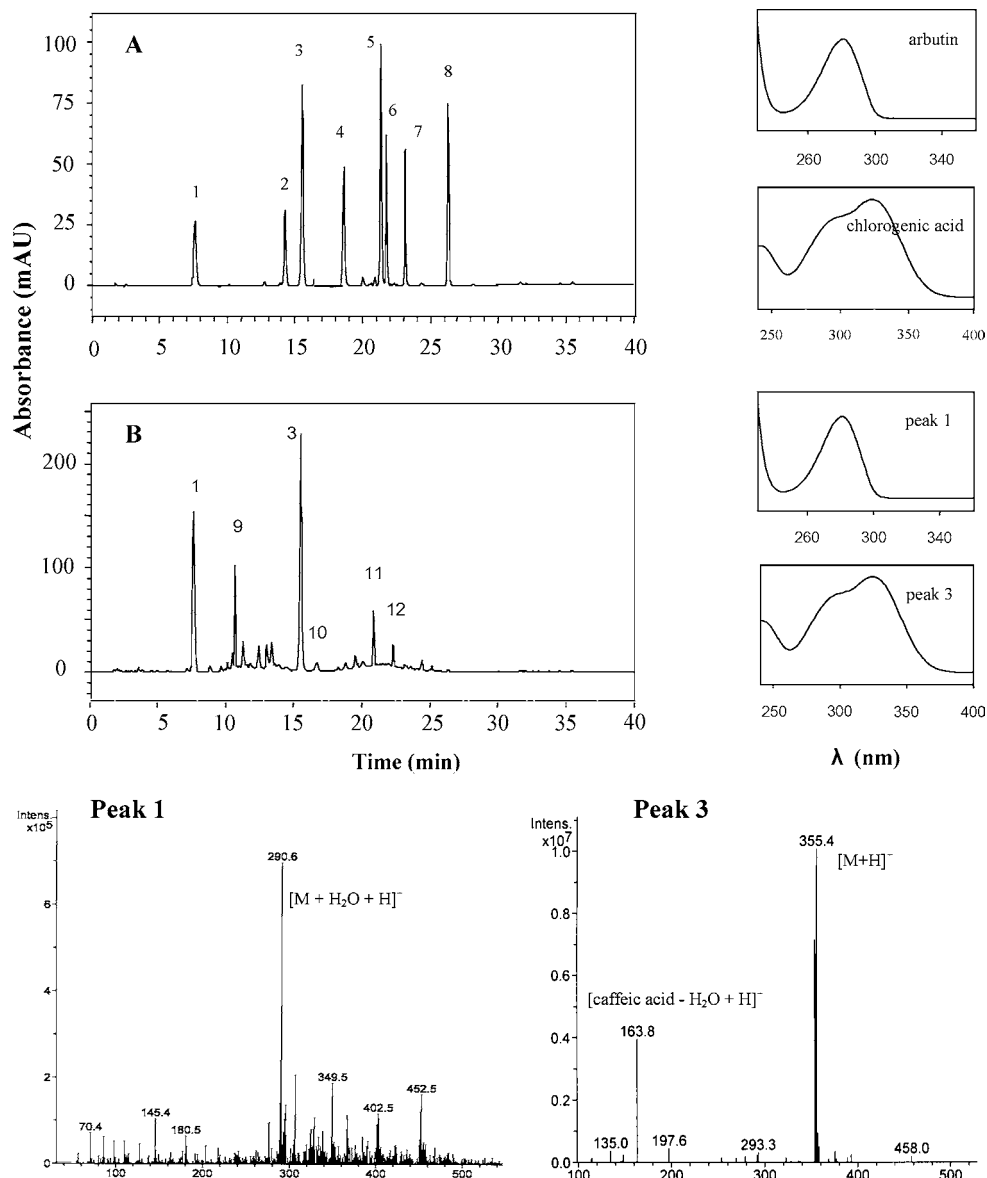 Absorbance (mAU)
A
100
75
50
25
0
1
2
3
4
5
6
7
8
0 5 10 15 20 25 30 35 40
B
200
100
0
1
9
3
10
11
12
0 5 10 15 20 25 30 35 40
Time (min)
arbutin
260 300 340
chlorogenic acid
250 300 350 400
peak 1
260 300 340
peak 3
250 300 350 400
λ (nm)
Peak 1
Intens.
x10⁵
6
4
2
0
290.6
[M + H₂O + H]⁻
349.5
452.5
402.5
145.4
180.5
70.4
100 200 300 400 500
Peak 3
Intens.
x10⁷
1.0
0.8
0.6
0.4
0.2
0.0
355.4
[M+H]⁻
[caffeic acid - H₂O + H]⁻
163.8
135.0
197.6
293.3
458.0
100 200 300 400 500